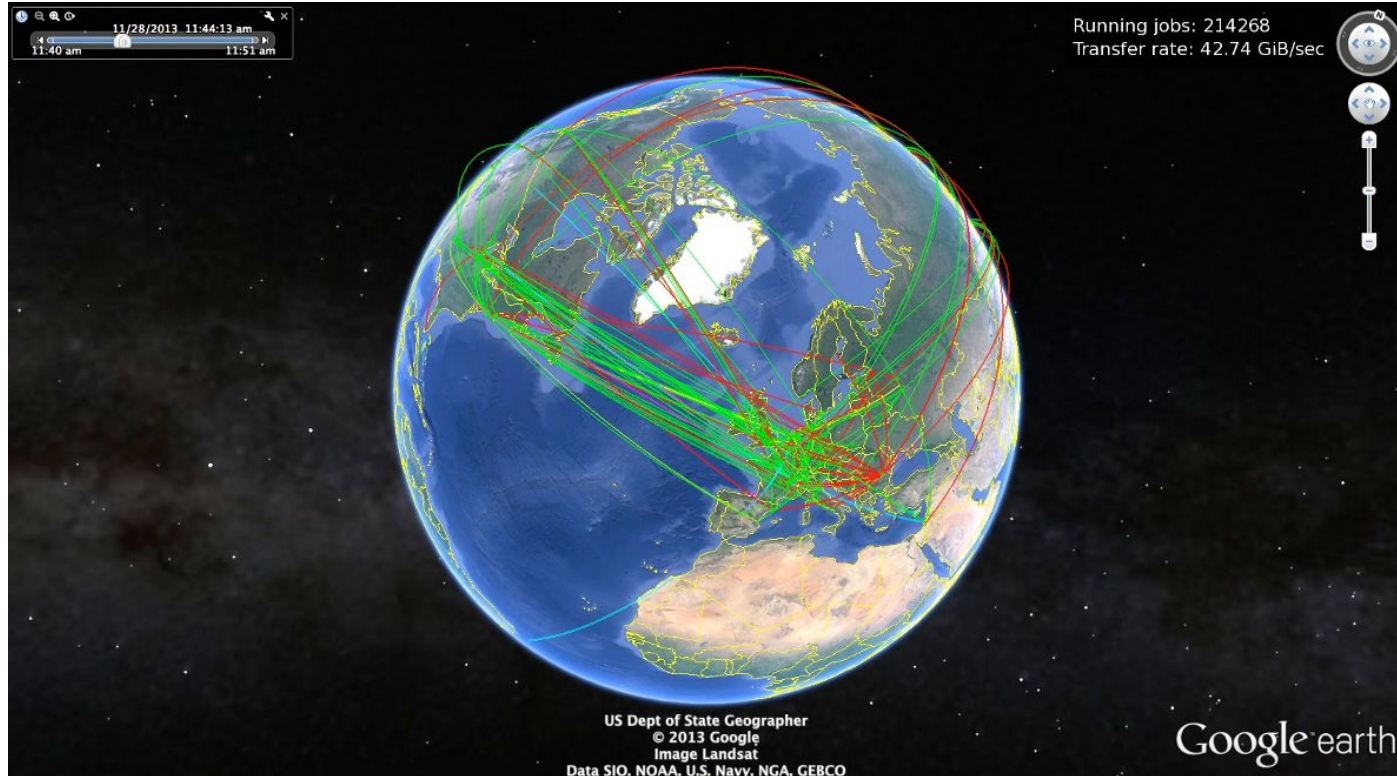 11/28/2013 11:44:13 am
11:40 am
11:51 am
Running jobs: 214268
Transfer rate: 42.74 GiB/sec
N
US Dept of State Geographer
© 2013 Google
Image Landsat
Data SIO, NOAA, U.S. Navy, NGA, GEBCO
Google earth